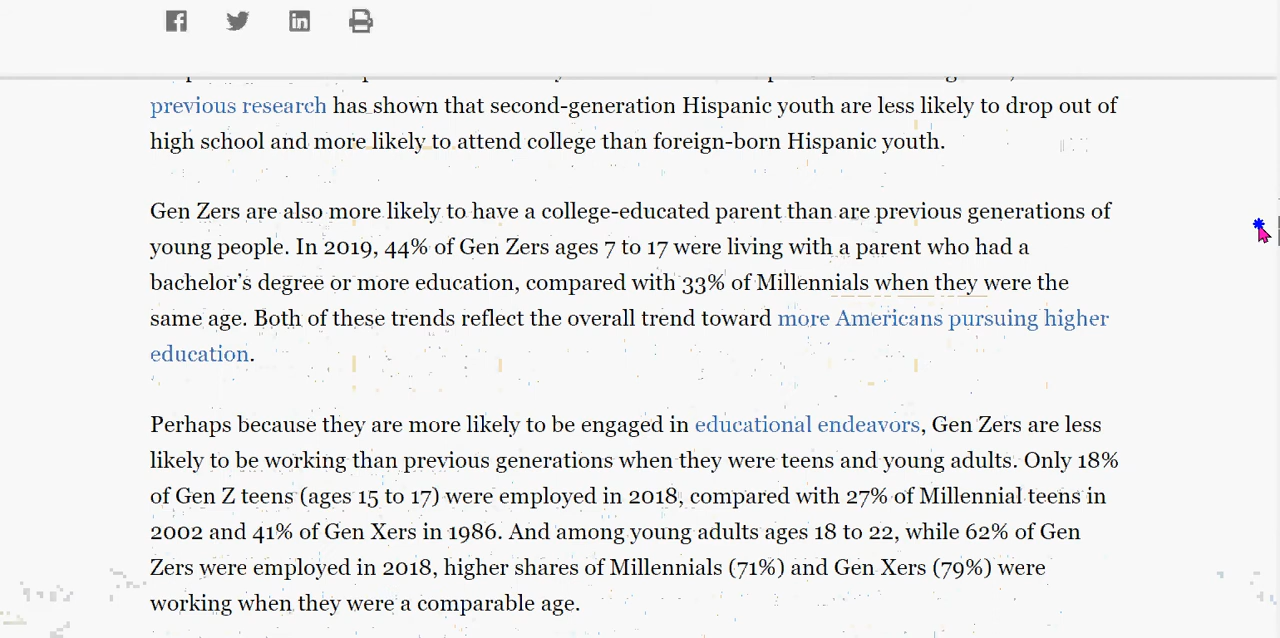 previous research has shown that second-generation Hispanic youth are less likely to drop out of
high school and more likely to attend college than foreign-born Hispanic youth.
Gen Zers are also more likely to have a college-educated parent than are previous generations of
young people. In 2019, 44% of Gen Zers ages 7 to 17 were living with a parent who had a
bachelor’s degree or more education, compared with 33% of Millennials when they were the
same age. Both of these trends reflect the overall trend toward more Americans pursuing higher
education.
Perhaps because they are more likely to be engaged in educational endeavors, Gen Zers are less
likely to be working than previous generations when they were teens and young adults. Only 18%
of Gen Z teens (ages 15 to 17) were employed in 2018, compared with 27% of Millennial teens in
2002 and 41% of Gen Xers in 1986. And among young adults ages 18 to 22, while 62% of Gen
Zers were employed in 2018, higher shares of Millennials (71%) and Gen Xers (79%) were
working when they were a comparable age.